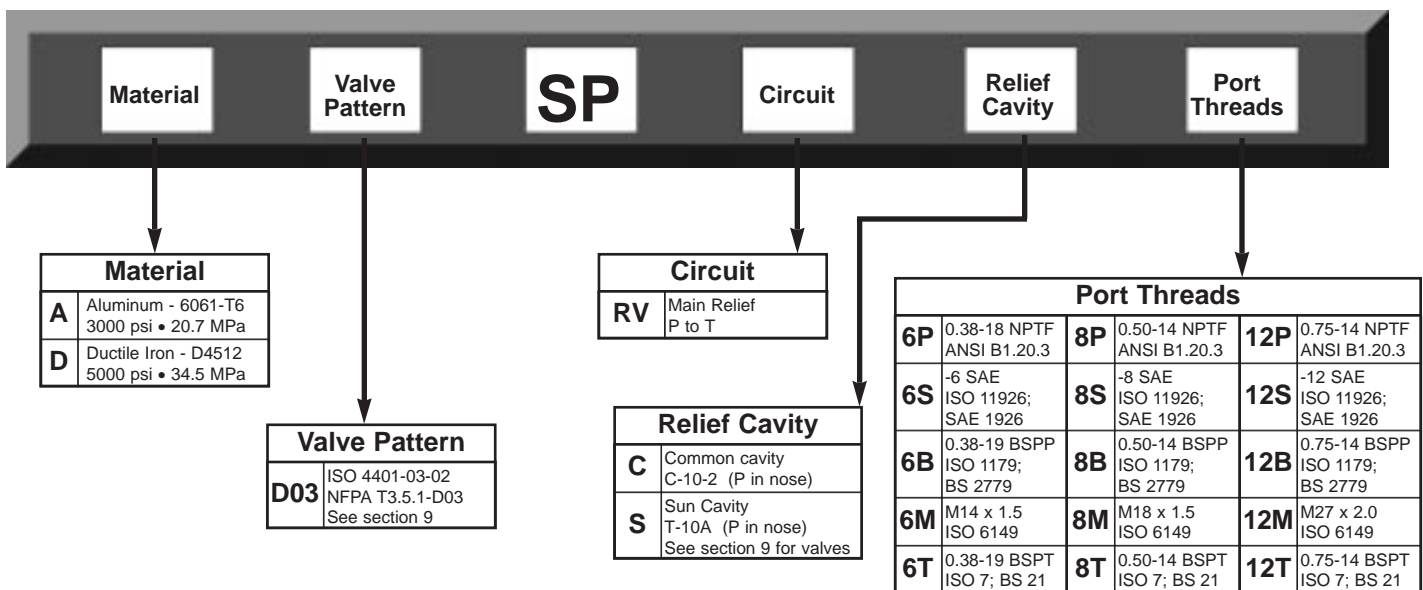 Material
Valve
Pattern
SP
Circuit
Relief
Cavity
Port
Threads
Material
A
Aluminum - 6061-T6
3000 psi • 20.7 MPa
D
Ductile Iron - D4512
5000 psi • 34.5 MPa
Valve Pattern
D03
ISO 4401-03-02
NFPA T3.5.1-D03
See section 9
Circuit
RV
Main Relief
P to T
Relief Cavity
C
Common cavity
C-10-2 (P in nose)
S
Sun Cavity
T-10A (P in nose)
See section 9 for valves
Port Threads
6P
0.38-18 NPTF
ANSI B1.20.3
8P
0.50-14 NPTF
ANSI B1.20.3
12P
0.75-14 NPTF
ANSI B1.20.3
6S
-6 SAE
ISO 11926;
SAE 1926
8S
-8 SAE
ISO 11926;
SAE 1926
12S
-12 SAE
ISO 11926;
SAE 1926
6B
0.38-19 BSPP
ISO 1179;
BS 2779
8B
0.50-14 BSPP
ISO 1179;
BS 2779
12B
0.75-14 BSPP
ISO 1179;
BS 2779
6M
M14 x 1.5
ISO 6149
8M
M18 x 1.5
ISO 6149
12M
M27 x 2.0
ISO 6149
6T
0.38-19 BSPT
ISO 7; BS 21
8T
0.50-14 BSPT
ISO 7; BS 21
12T
0.75-14 BSPT
ISO 7; BS 21